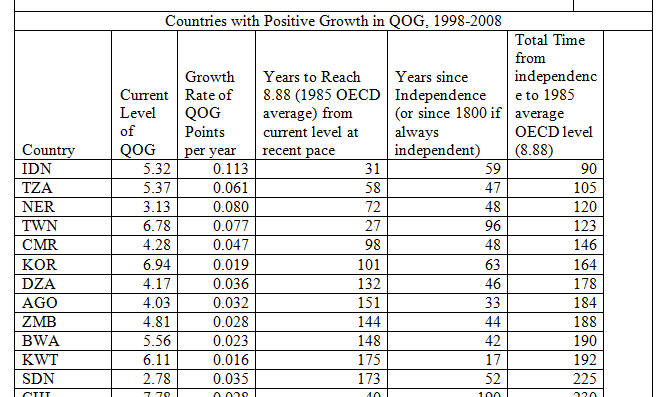 Countries with Positive Growth in QOG, 1998-2008
Country
Current
Level
of
QOG
Growth
Rate of
QOG
Points
per year
Years to Reach
8.88 (1985 OECD
average) from
current level at
recent pace
Years since
Independence
(or since 1800 if
always
independent)
Total Time
from
independenc
e to 1985
average
OECD level
(8.88)
IDN 5.32 0.113 31 59 90
TZA 5.37 0.061 58 47 105
NER 3.13 0.080 72 48 120
TWN 6.78 0.077 27 96 123
CMR 4.28 0.047 98 48 146
KOR 6.94 0.019 101 63 164
DZA 4.17 0.036 132 46 178
AGO 4.03 0.032 151 33 184
ZMB 4.81 0.028 144 44 188
BWA 5.56 0.023 148 42 190
KWT 6.11 0.016 175 17 192
SDN 2.78 0.035 173 52 225
7.78 0.028 40 190 230